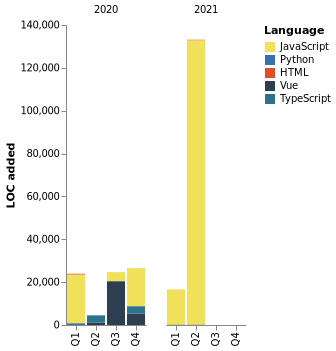 2020 2021
Language
JavaScript
Python
HTML
Vue
TypeScript
LOC added
140,000
120,000
100,000
80,000
60,000
40,000
20,000
0
Q1 Q2 Q3 Q4 Q1 Q2 Q3 Q4